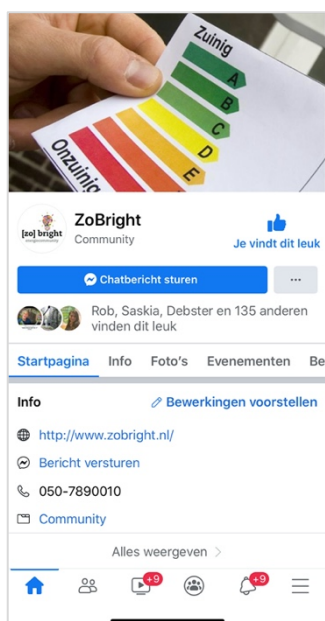 Zuinig
A
B
C
D
E
Onzuinig
[zo] bright
ZoBright
Community
Je vindt dit leuk
Chatbericht sturen
...
Rob, Saskia, Debster en 135 anderen
vinden dit leuk
Startpagina Info Foto's Evenementen Be
Info Bewerkingen voorstellen
http://www.zobright.nl/
Bericht versturen
050-7890010
Community
Alles weergeven
+9 +9